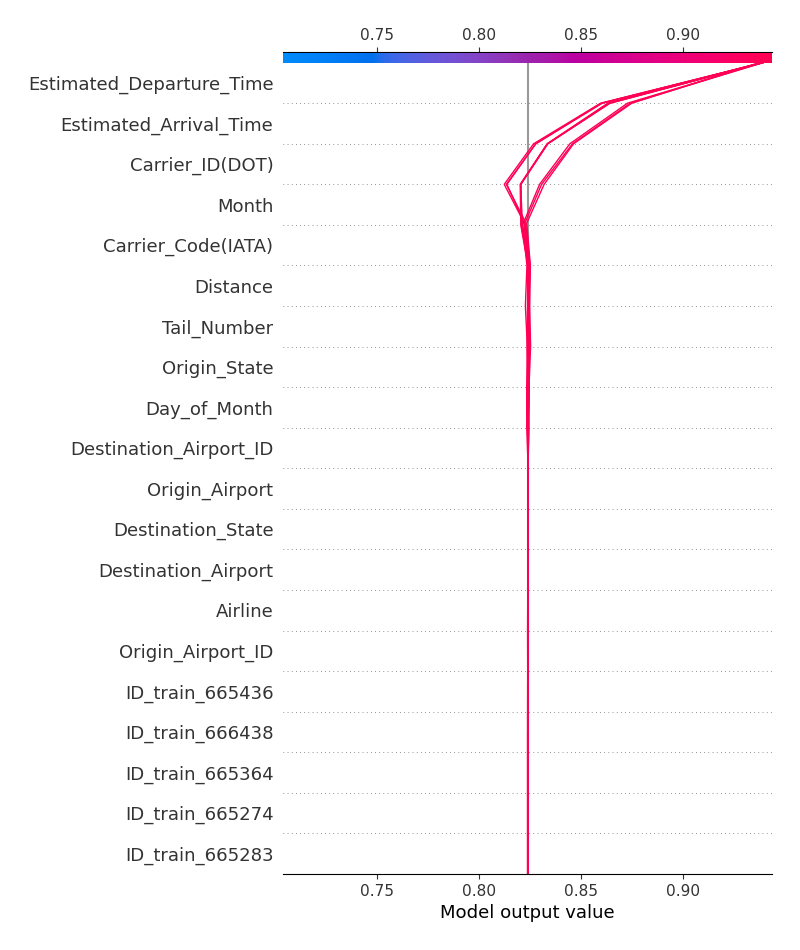 0.75 0.80 0.85 0.90
Estimated_Departure_Time
Estimated_Arrival_Time
Carrier_ID(DOT)
Month
Carrier_Code(IATA)
Distance
Tail_Number
Origin_State
Day_of_Month
Destination_Airport_ID
Origin_Airport
Destination_State
Destination_Airport
Airline
Origin_Airport_ID
ID_train_665436
ID_train_666438
ID_train_665364
ID_train_665274
ID_train_665283
0.75 0.80 0.85 0.90
Model output value